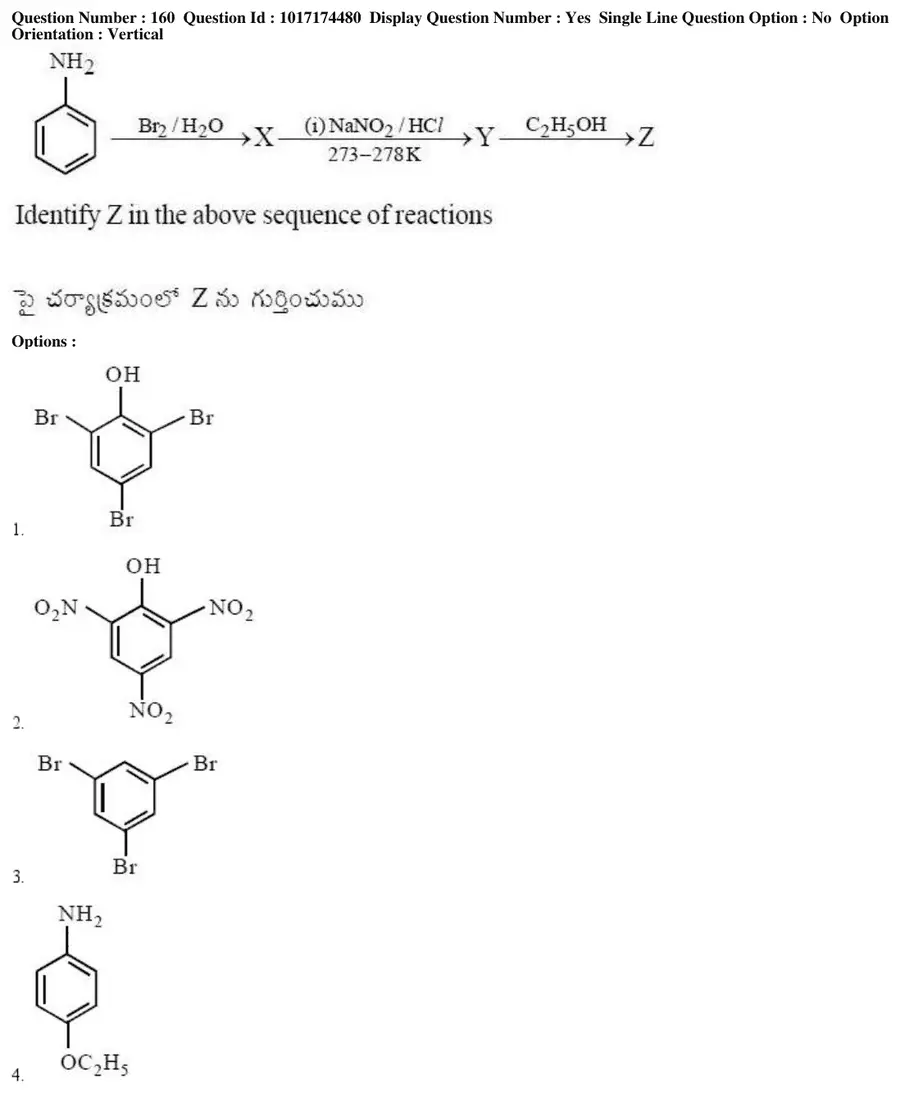 Question Number : 160 Question Id : 1017174480 Display Question Number : Yes Single Line Question Option : No Option
Orientation : Vertical
NH2
Br2 / H2O X (i) NaNO2 / HCl Y C2H5OH Z
273–278K
Identify Z in the above sequence of reactions
పై చర్యాక్రమంలో Z ను గుర్తించుము
Options :
OH
Br Br
Br
1.
OH
O2N NO2
NO2
2.
Br Br
Br
3.
NH2
OC2H5
4.